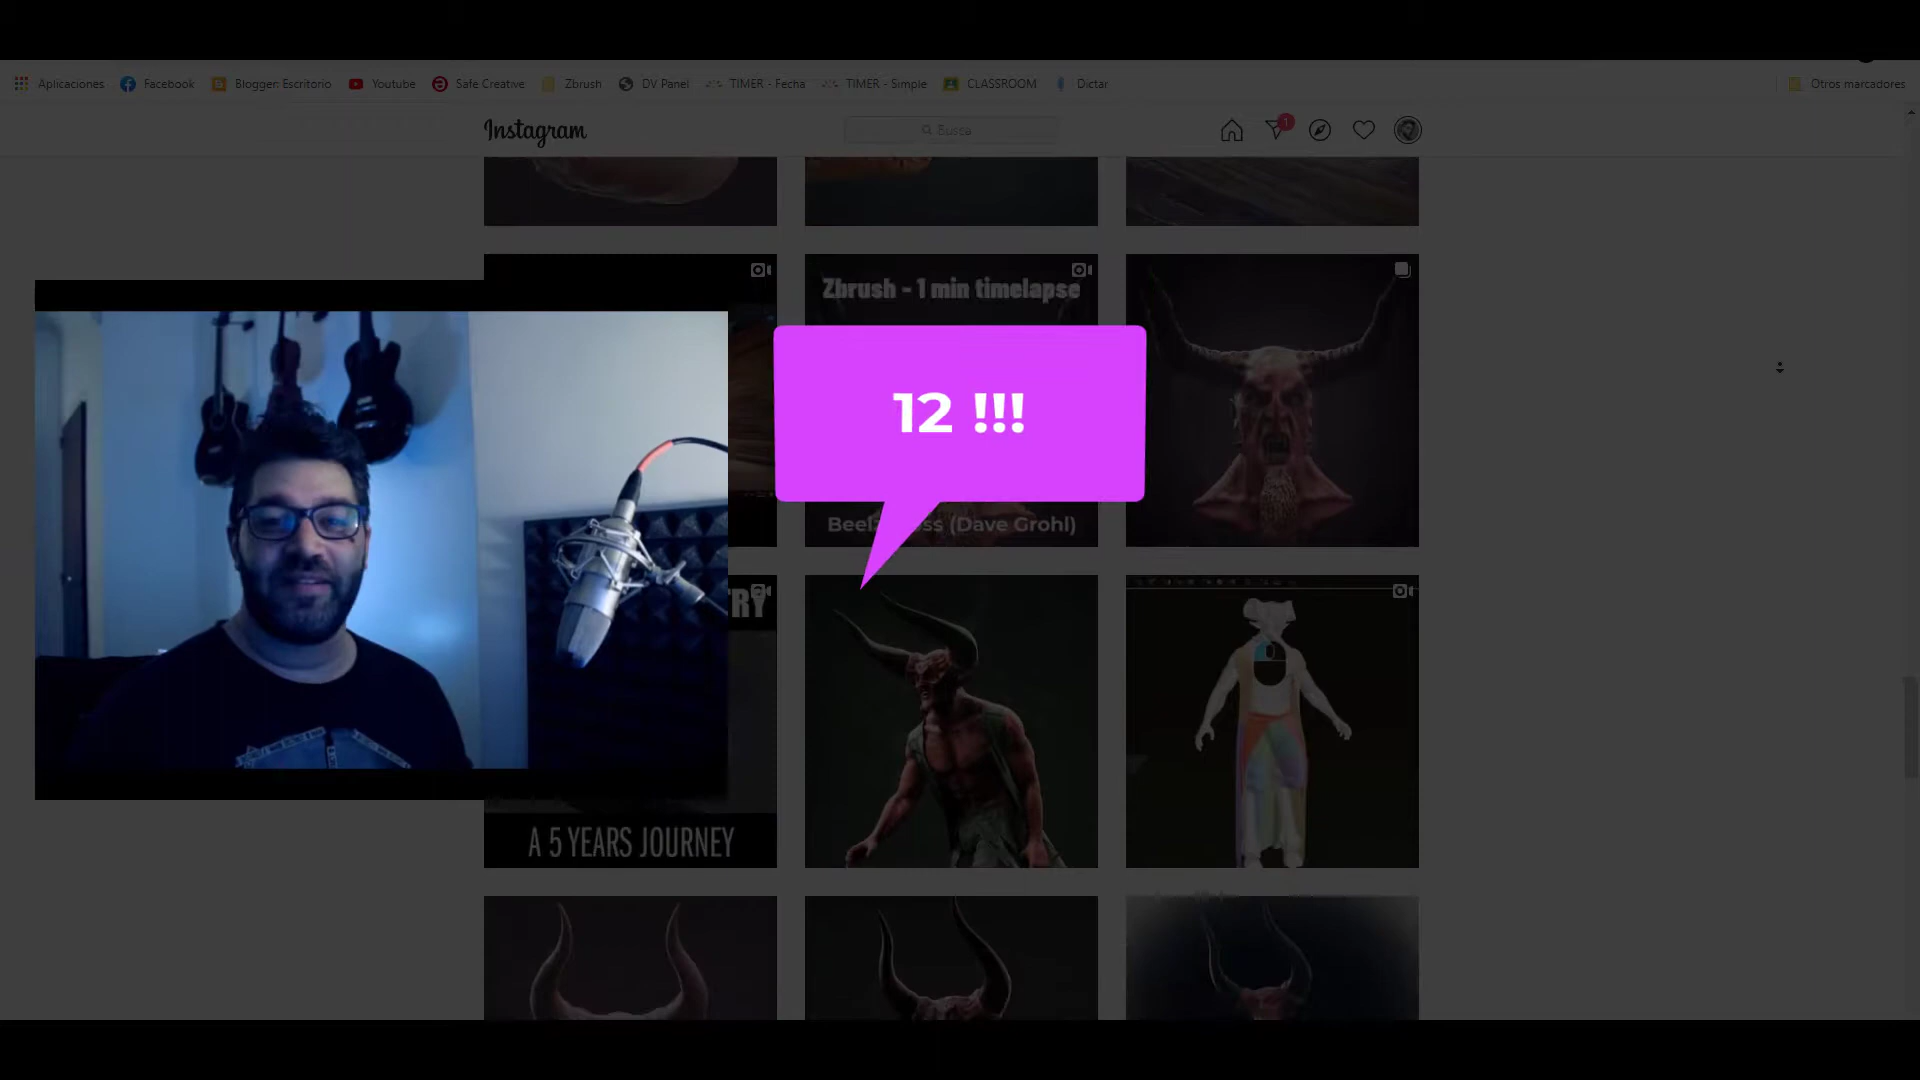 Aplicaciones Facebook Blogger: Escritorio Youtube Safe Creative Zbrush DV Panel TIMER - Fecha TIMER - Simple CLASSROOM Dictar Otros marcadores
Instagram Busca 1
Zbrush - 1 min timelapse
12 !!!
(Dave Grohl)
RY
A 5 YEARS JOURNEY